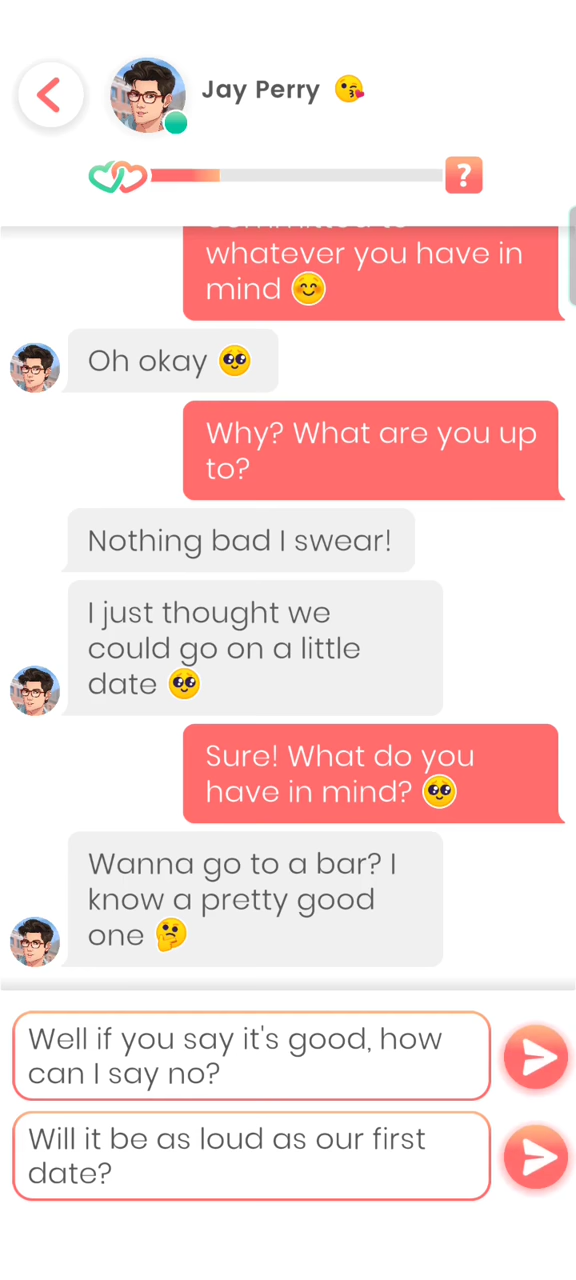 Jay Perry 😘
?
whatever you have in
mind 😊
Oh okay 🥺
Why? What are you up
to?
Nothing bad I swear!
I just thought we
could go on a little
date 🥺
Sure! What do you
have in mind? 🥺
Wanna go to a bar? I
know a pretty good
one 🤔
Well if you say it's good, how
can I say no?
Will it be as loud as our first
date?